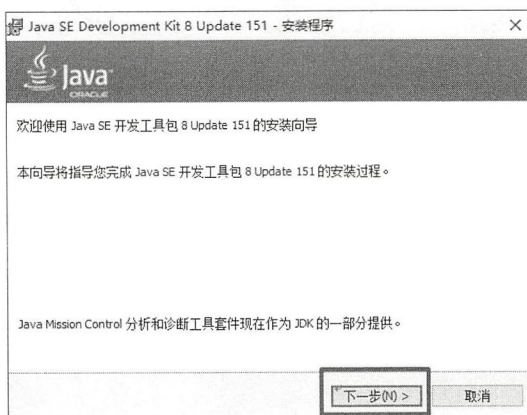 Java SE Development Kit 8 Update 151 - 安装程序
Java
ORACLE
欢迎使用 Java SE 开发工具包 8 Update 151 的安装向导
本向导将指导您完成 Java SE 开发工具包 8 Update 151 的安装过程。
Java Mission Control 分析和诊断工具套件现在作为 JDK 的一部分提供。
下一步(N) > 取消